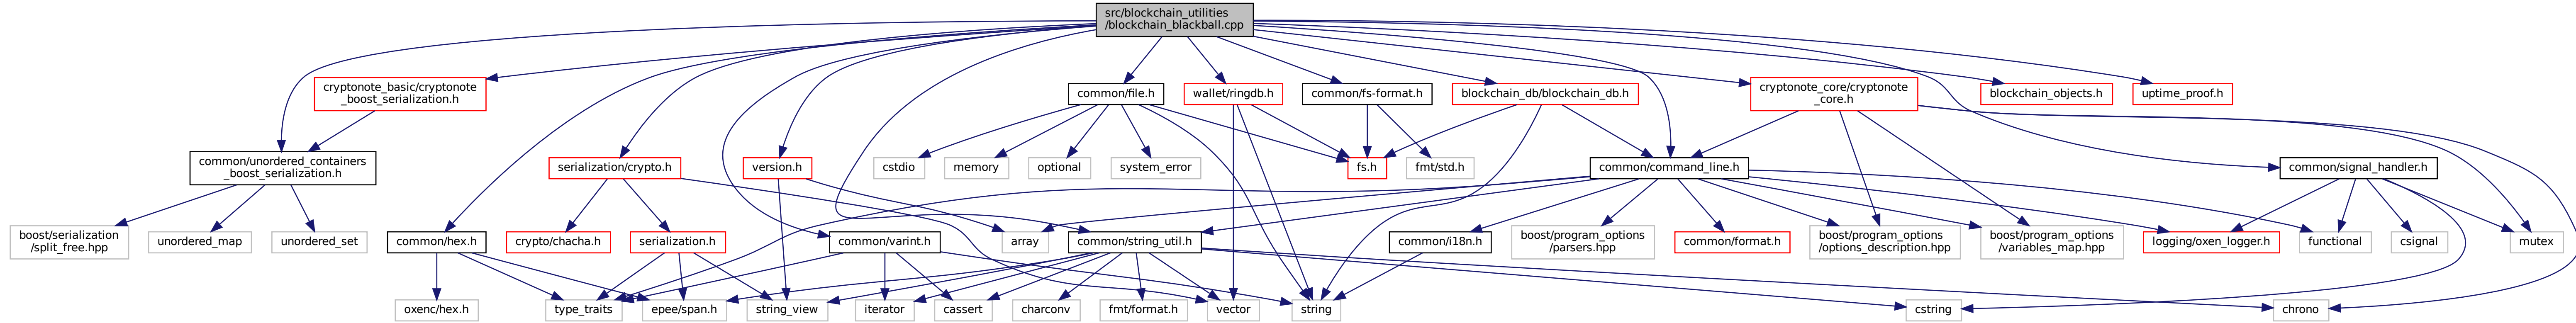 src/blockchain_utilities
/blockchain_blackball.cpp
cryptonote_basic/cryptonote
_boost_serialization.h
common/file.h
wallet/ringdb.h
common/fs-format.h
blockchain_db/blockchain_db.h
cryptonote_core/cryptonote
_core.h
blockchain_objects.h
uptime_proof.h
common/unordered_containers
_boost_serialization.h
serialization/crypto.h
version.h
cstdio
memory
optional
system_error
fs.h
fmt/std.h
common/command_line.h
common/signal_handler.h
boost/serialization
/split_free.hpp
unordered_map
unordered_set
common/hex.h
crypto/chacha.h
serialization.h
common/varint.h
array
common/string_util.h
common/i18n.h
boost/program_options
/parsers.hpp
common/format.h
boost/program_options
/options_description.hpp
boost/program_options
/variables_map.hpp
logging/oxen_logger.h
functional
csignal
mutex
oxenc/hex.h
type_traits
epee/span.h
string_view
iterator
cassert
charconv
fmt/format.h
vector
string
cstring
chrono